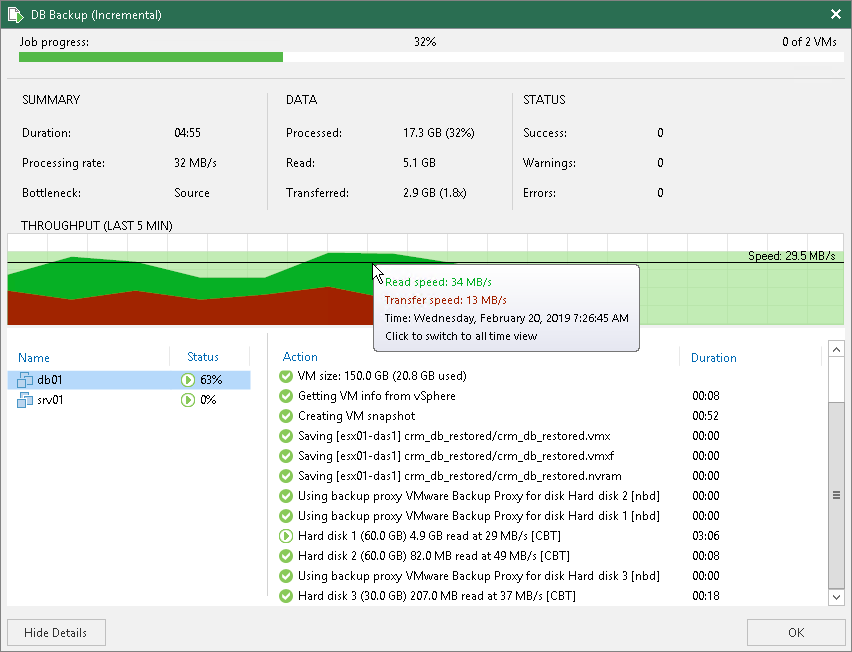 DB Backup (Incremental)
Job progress: 32% 0 of 2 VMs
SUMMARY DATA STATUS
Duration: 04:55 Processed: 17.3 GB (32%) Success: 0
Processing rate: 32 MB/s Read: 5.1 GB Warnings: 0
Bottleneck: Source Transferred: 2.9 GB (1.8x) Errors: 0
THROUGHPUT (LAST 5 MIN)
Speed: 29.5 MB/s
Read speed: 34 MB/s
Transfer speed: 13 MB/s
Time: Wednesday, February 20, 2019 7:26:45 AM
Click to switch to all time view
Name Status Action Duration
db01 63% VM size: 150.0 GB (20.8 GB used)
srv01 0% Getting VM info from vSphere 00:08
Creating VM snapshot 00:52
Saving [esx01-das1] crm_db_restored/crm_db_restored.vmx 00:00
Saving [esx01-das1] crm_db_restored/crm_db_restored.vmxf 00:00
Saving [esx01-das1] crm_db_restored/crm_db_restored.nvram 00:00
Using backup proxy VMware Backup Proxy for disk Hard disk 2 [nbd] 00:00
Using backup proxy VMware Backup Proxy for disk Hard disk 1 [nbd] 00:00
Hard disk 1 (60.0 GB) 4.9 GB read at 29 MB/s [CBT] 03:06
Hard disk 2 (60.0 GB) 82.0 MB read at 49 MB/s [CBT] 00:08
Using backup proxy VMware Backup Proxy for disk Hard disk 3 [nbd] 00:00
Hard disk 3 (30.0 GB) 207.0 MB read at 37 MB/s [CBT] 00:18
Hide Details OK